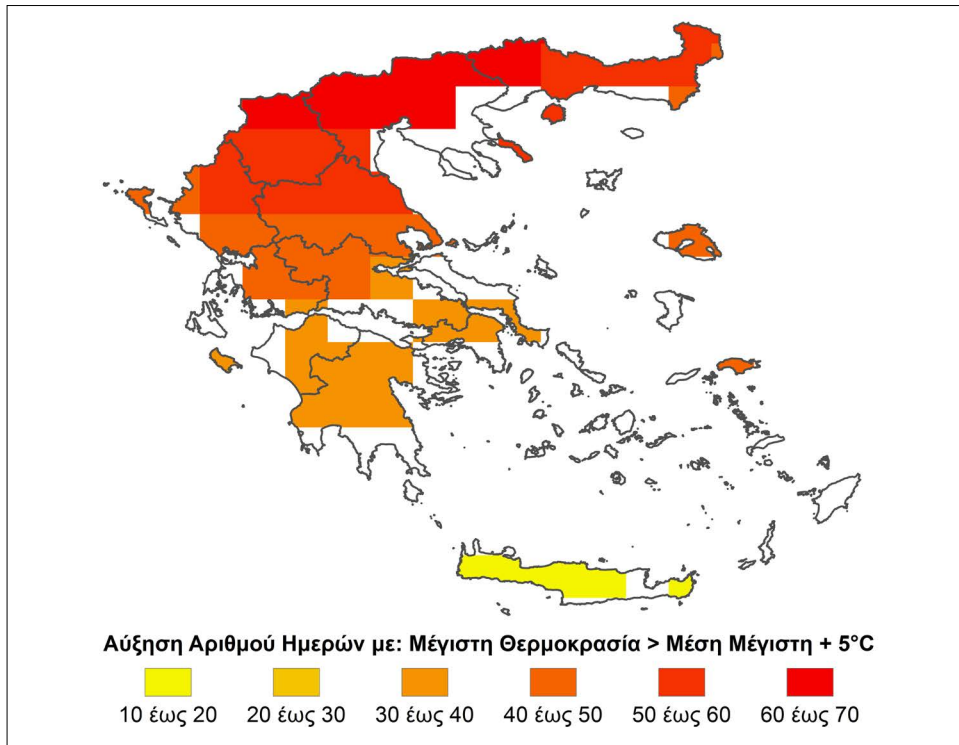 Αύξηση Αριθμού Ημερών με: Μέγιστη Θερμοκρασία > Μέση Μέγιστη + 5°C
10 έως 20 20 έως 30 30 έως 40 40 έως 50 50 έως 60 60 έως 70